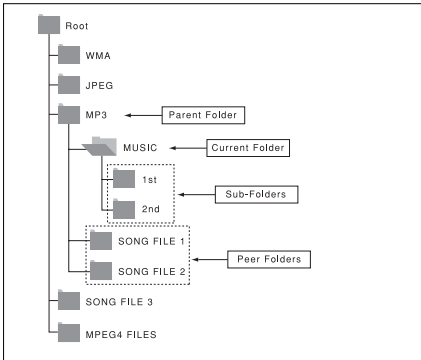 Root
WMA
JPEG
MP3
Parent Folder
MUSIC
Current Folder
1st
Sub-Folders
2nd
SONG FILE 1
Peer Folders
SONG FILE 2
SONG FILE 3
MPEG4 FILES